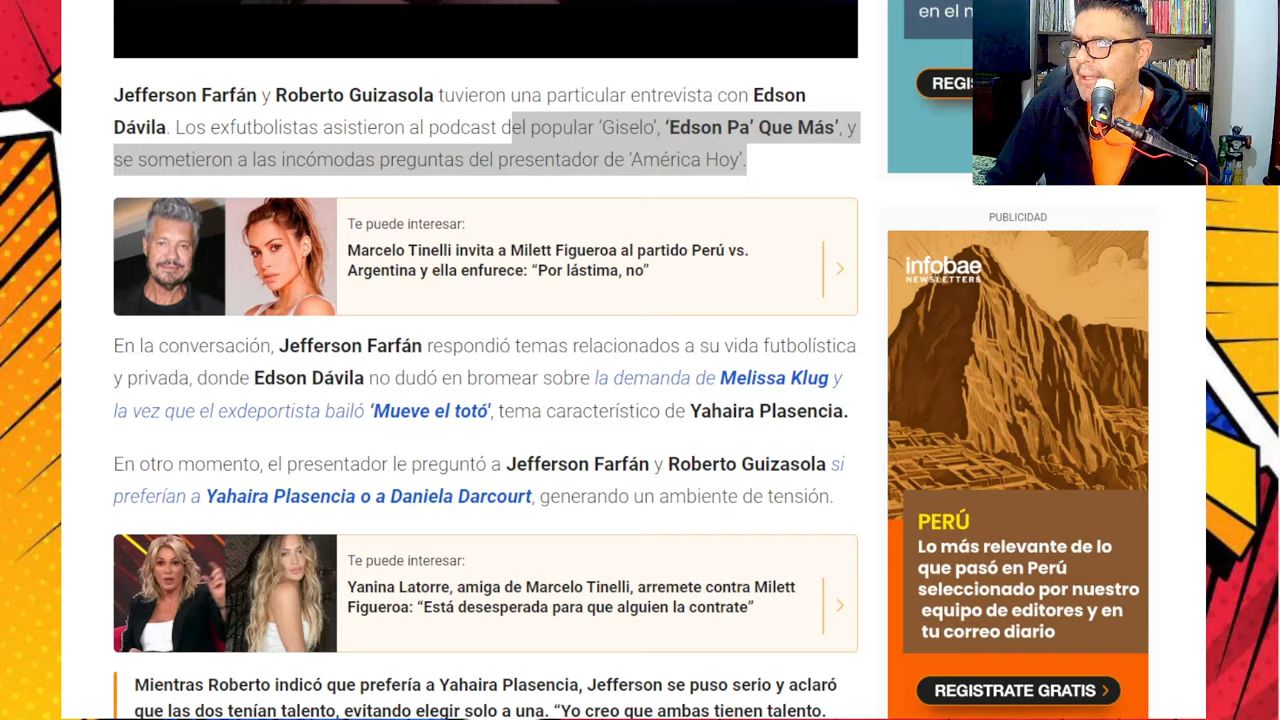 Jefferson Farfán y Roberto Guizasola tuvieron una particular entrevista con Edson
Dávila. Los exfutbolistas asistieron al podcast del popular ‘Giselo’, ‘Edson Pa’ Que Más’, y
se sometieron a las incómodas preguntas del presentador de ‘América Hoy’.
Te puede interesar:
Marcelo Tinelli invita a Milett Figueroa al partido Perú vs.
Argentina y ella enfurece: “Por lástima, no”
En la conversación, Jefferson Farfán respondió temas relacionados a su vida futbolística
y privada, donde Edson Dávila no dudó en bromear sobre la demanda de Melissa Klug y
la vez que el exdeportista bailó ‘Mueve el totó’, tema característico de Yahaira Plasencia.
En otro momento, el presentador le preguntó a Jefferson Farfán y Roberto Guizasola si
preferían a Yahaira Plasencia o a Daniela Darcourt, generando un ambiente de tensión.
Te puede interesar:
Yanina Latorre, amiga de Marcelo Tinelli, arremete contra Milett
Figueroa: “Está desesperada para que alguien la contrate”
Mientras Roberto indicó que prefería a Yahaira Plasencia, Jefferson se puso serio y aclaró
que las dos tenían talento, evitando elegir solo a una. “Yo creo que ambas tienen talento.
en el
PUBLICIDAD
infobae
NEWSLETTERS
PERÚ
Lo más relevante de lo
que pasó en Perú
seleccionado por nuestro
equipo de editores y en
tu correo diario
REGISTRATE GRATIS